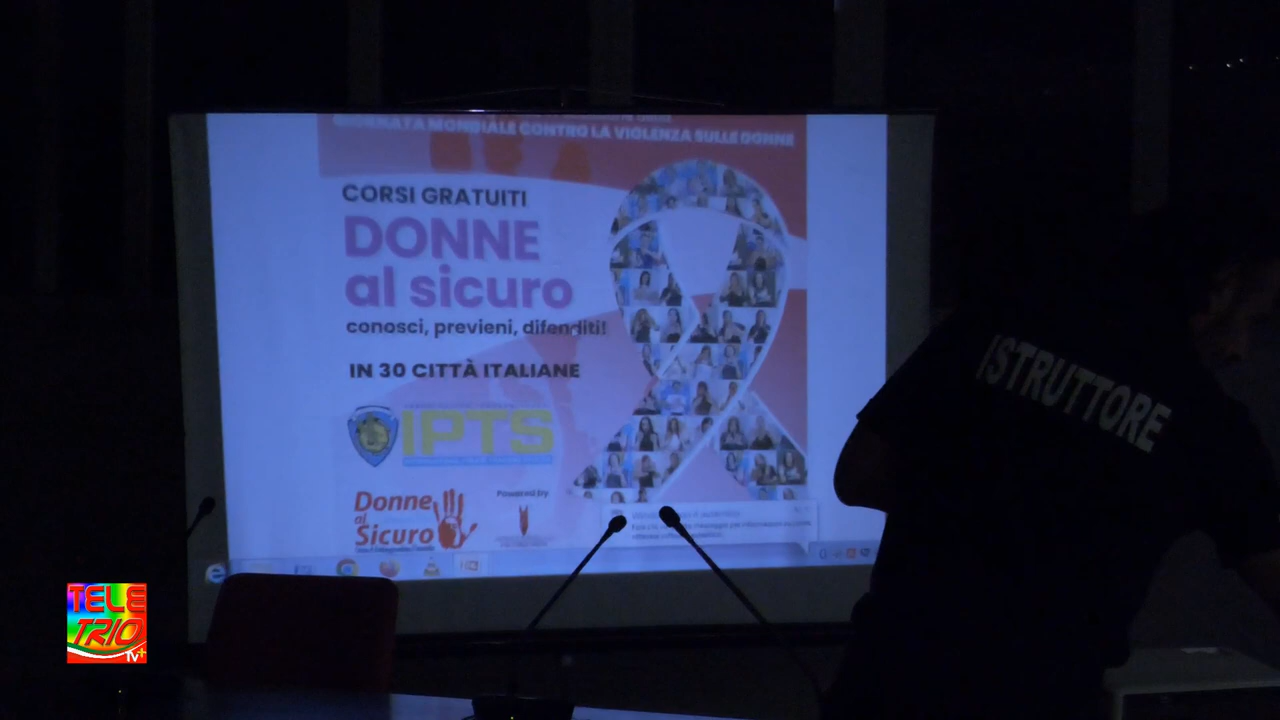 GIORNATA MONDIALE CONTRO LA VIOLENZA SULLE DONNE
CORSI GRATUITI
DONNE
al sicuro
conosci, previeni, difenditi!
IN 30 CITTÀ ITALIANE
IPTS
Donne
al
Sicuro
Powered by
ISTRUTTORE
TELE
TRIO
TV+